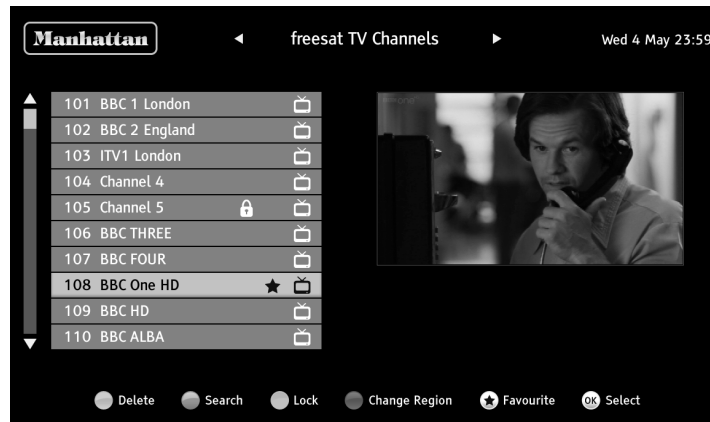 Manhattan
freesat TV Channels
Wed 4 May 23:59
101 BBC 1 London
102 BBC 2 England
103 ITV1 London
104 Channel 4
105 Channel 5
106 BBC THREE
107 BBC FOUR
108 BBC One HD
109 BBC HD
110 BBC ALBA
Delete
Search
Lock
Change Region
Favourite
OK Select